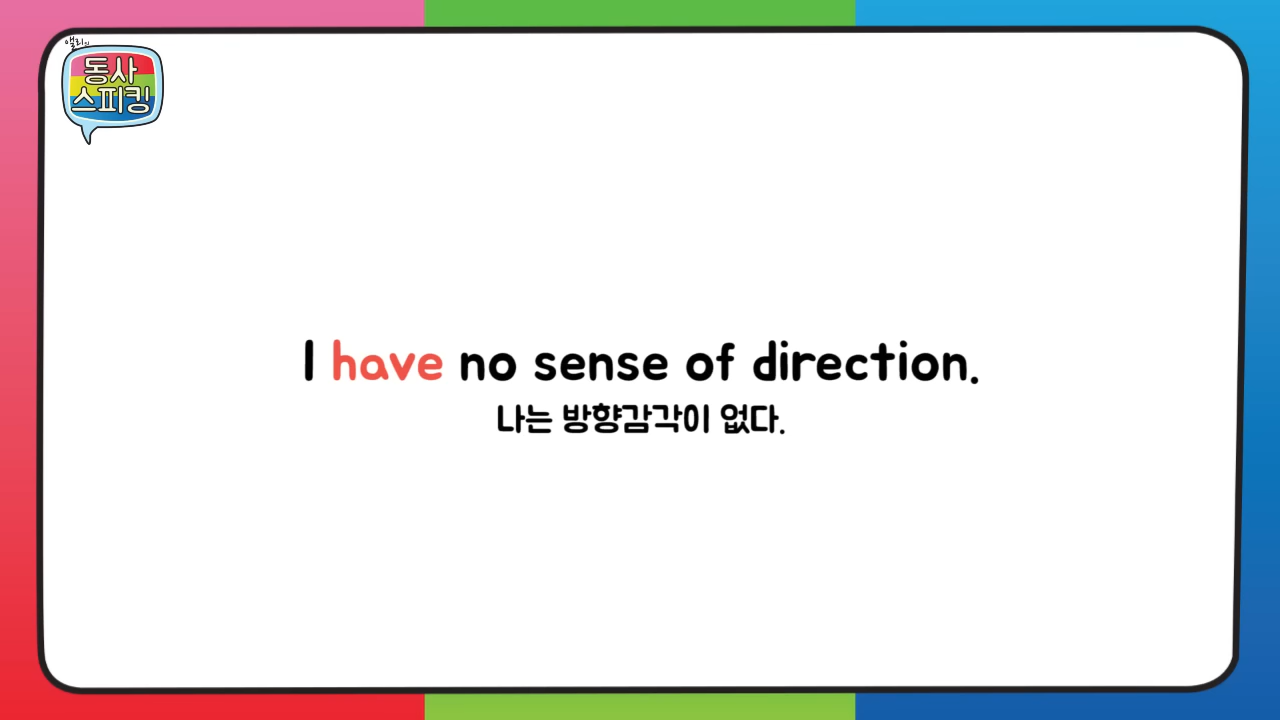 앨리의
동사
스피킹
I have no sense of direction.
나는 방향감각이 없다.